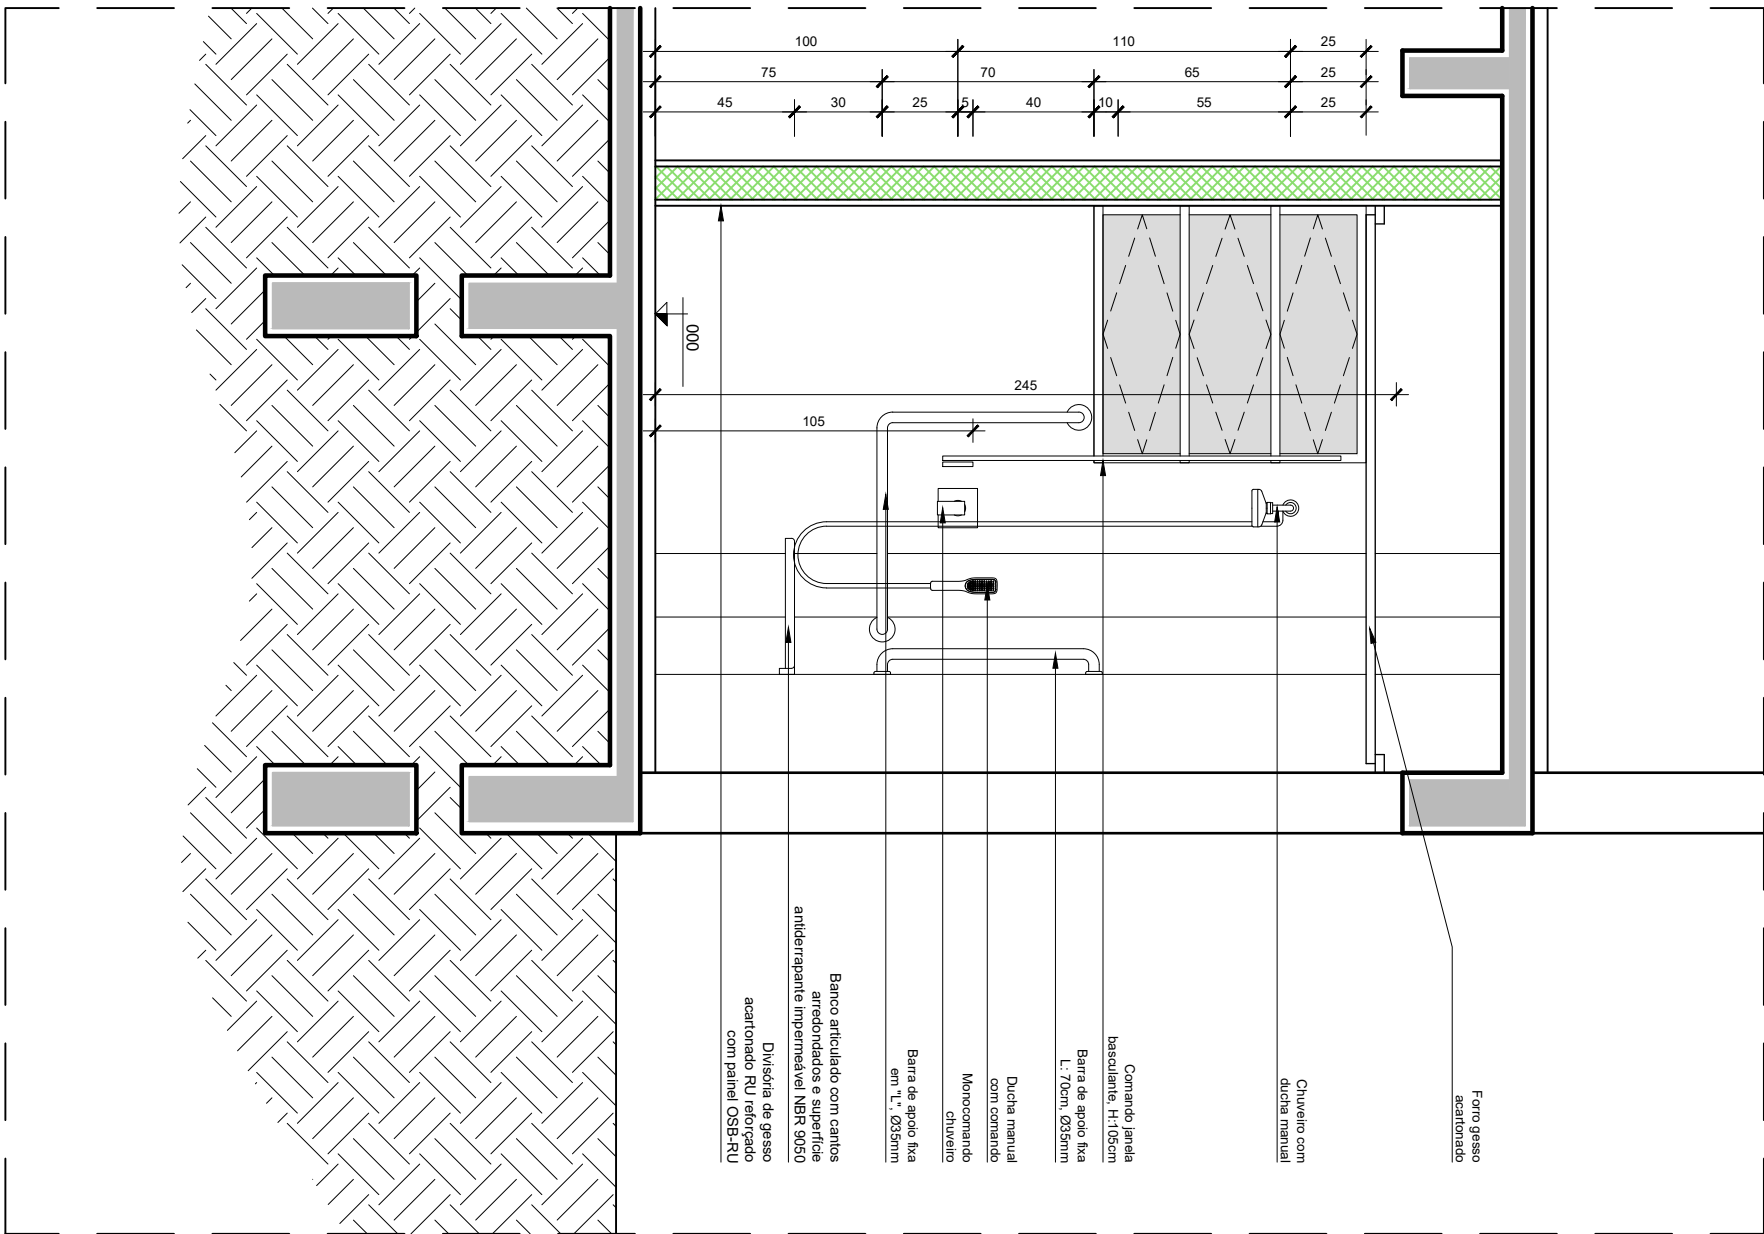 100 110 25
75 70 65 25
45 30 25 5 40 10 55 25
000
245
105
Forro gesso
acartonado
Chuveiro com
ducha manual
Comando janela
basculante, H:105cm
Barra de apoio fixa
L: 70cm, Ø35mm
Ducha manual
com comando
Monocomando
chuveiro
Barra de apoio fixa
em "L", Ø35mm
Banco articulado com cantos
arredondados e superfície
antiderrapante impermeável NBR 9050
Divisória de gesso
acartonado RU reforçado
com painel OSB-RU